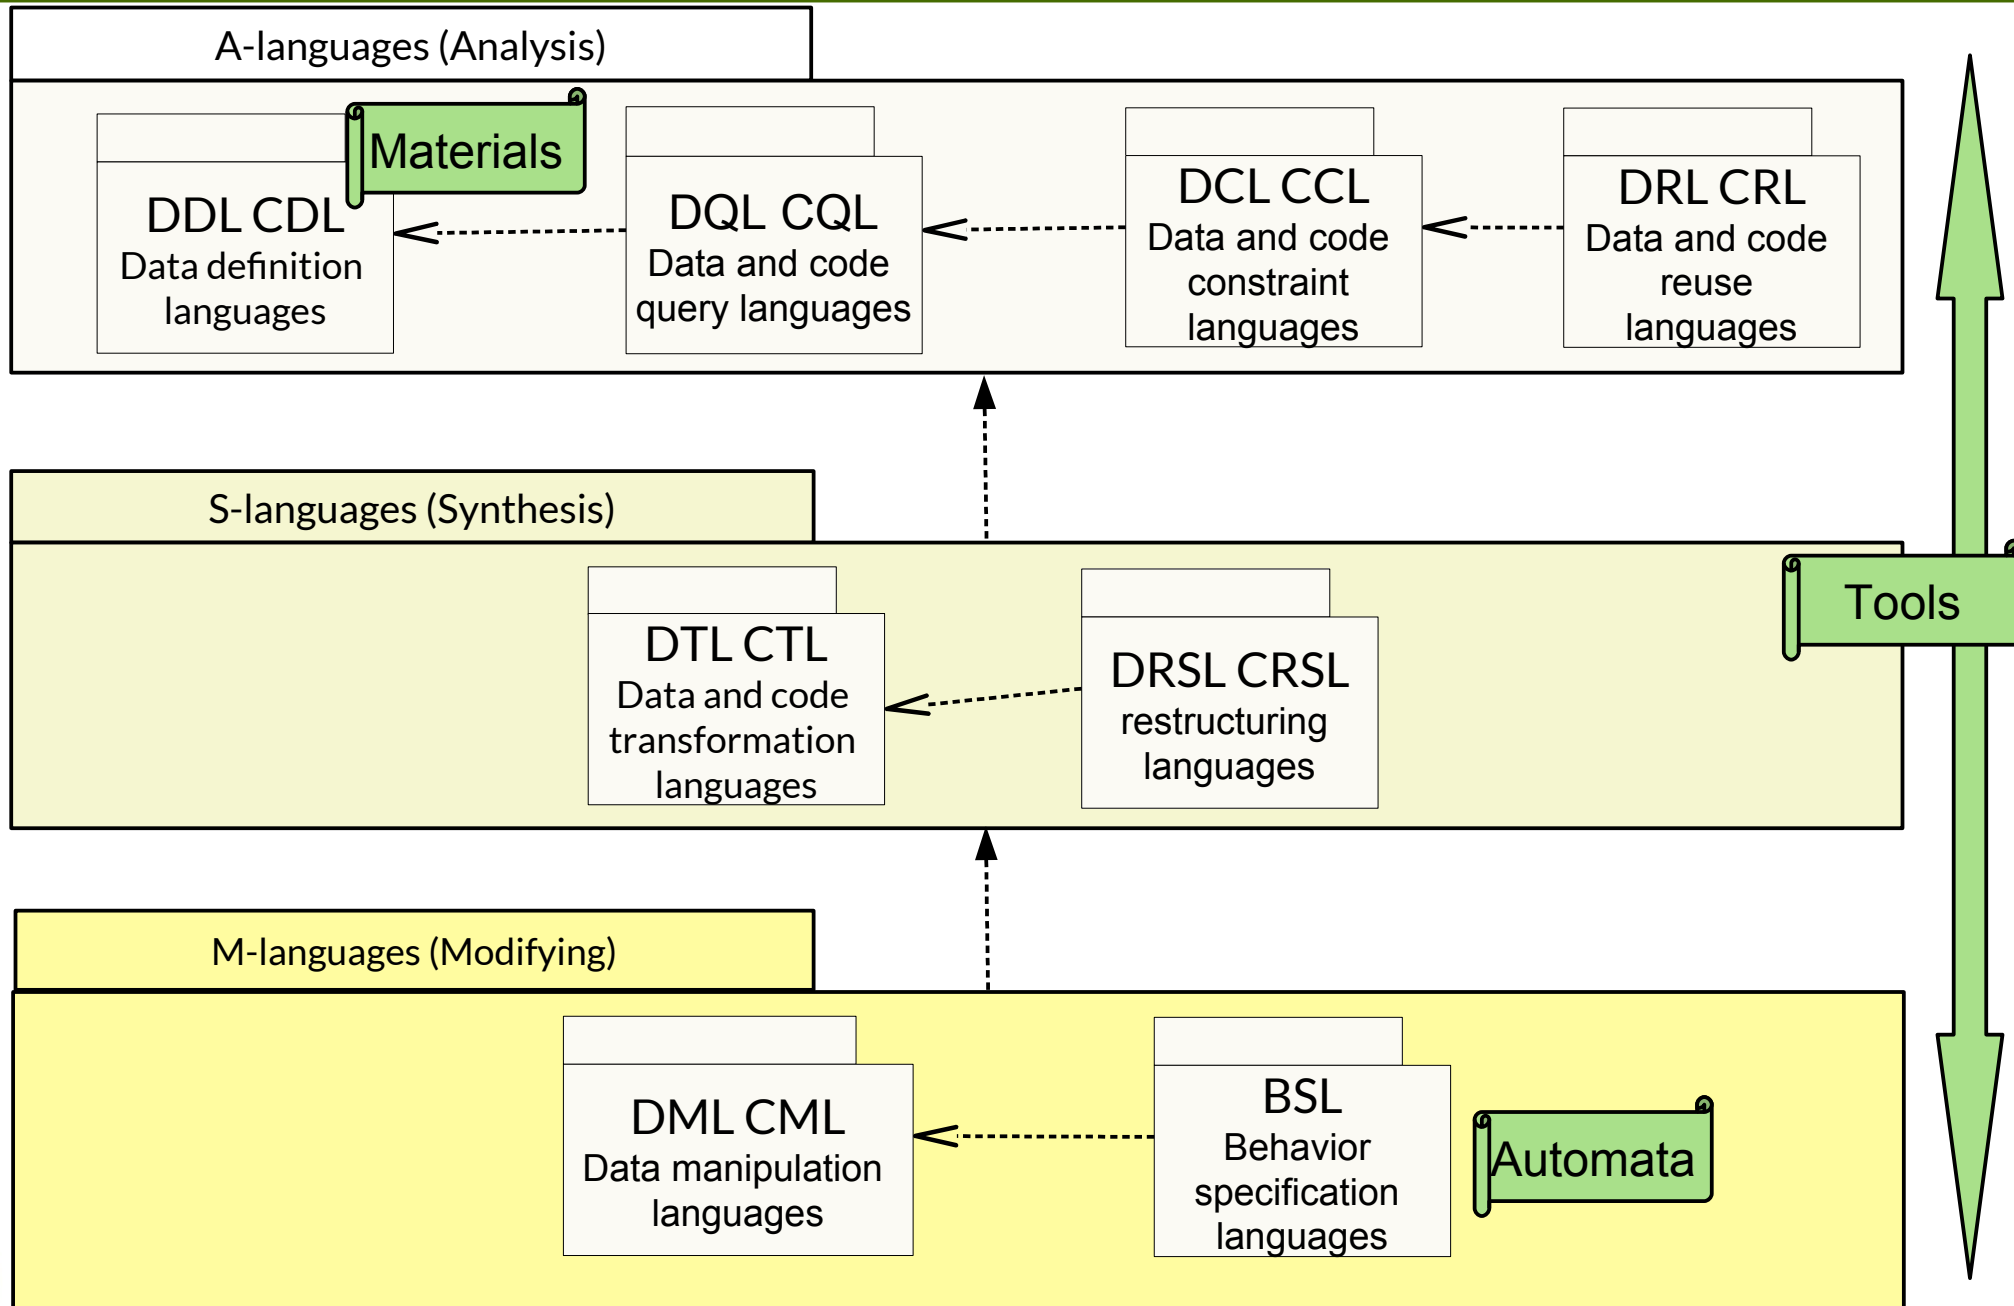 A-languages (Analysis)
Materials
DDL CDL
Data definition
languages
DQL CQL
Data and code
query languages
DCL CCL
Data and code
constraint
languages
DRL CRL
Data and code
reuse
languages
S-languages (Synthesis)
Tools
DTL CTL
Data and code
transformation
languages
DRSL CRSL
restructuring
languages
M-languages (Modifying)
DML CML
Data manipulation
languages
BSL
Behavior
specification
languages
Automata